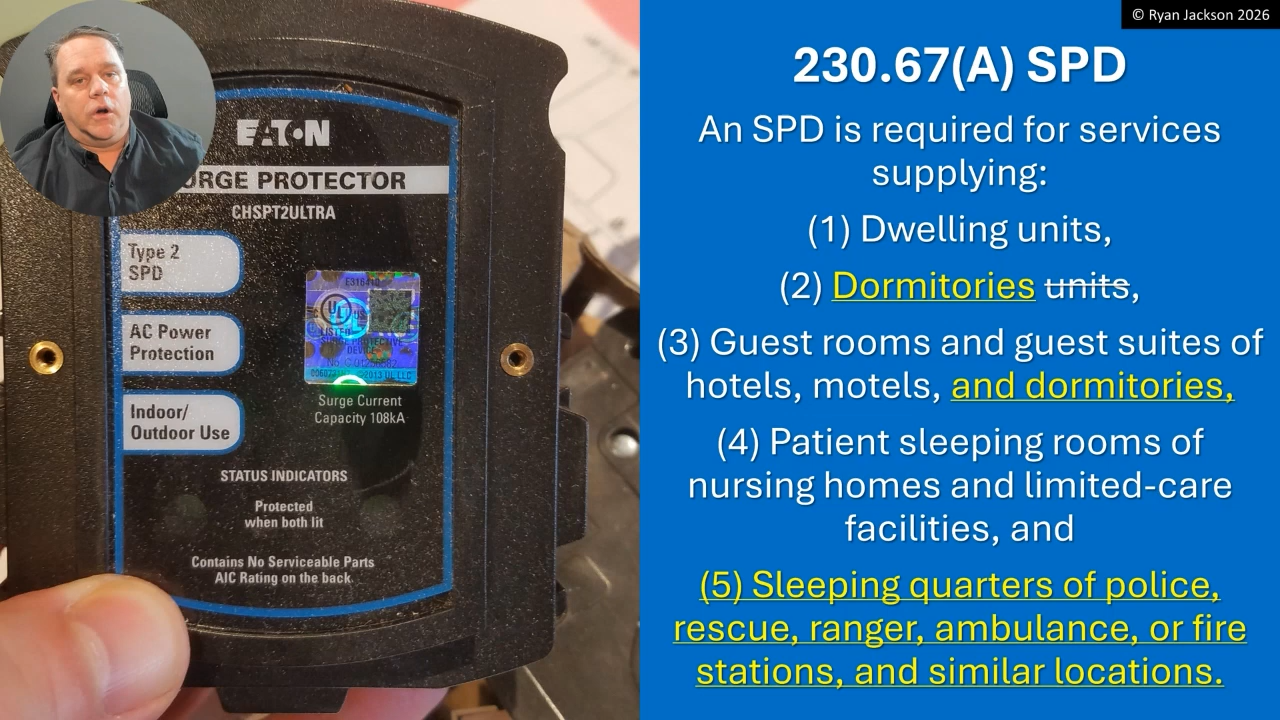 © Ryan Jackson 2026
EATON
URGE PROTECTOR
CHSPT2ULTRA
Type 2
SPD
AC Power
Protection
Indoor/
Outdoor Use
UL
LISTED
Surge Current
Capacity 108kA
STATUS INDICATORS
Protected
when both lit
Contains No Serviceable Parts
AIC Rating on the back
230.67(A) SPD
An SPD is required for services
supplying:
(1) Dwelling units,
(2) Dormitories units,
(3) Guest rooms and guest suites of
hotels, motels, and dormitories,
(4) Patient sleeping rooms of
nursing homes and limited-care
facilities, and
(5) Sleeping quarters of police,
rescue, ranger, ambulance, or fire
stations, and similar locations.